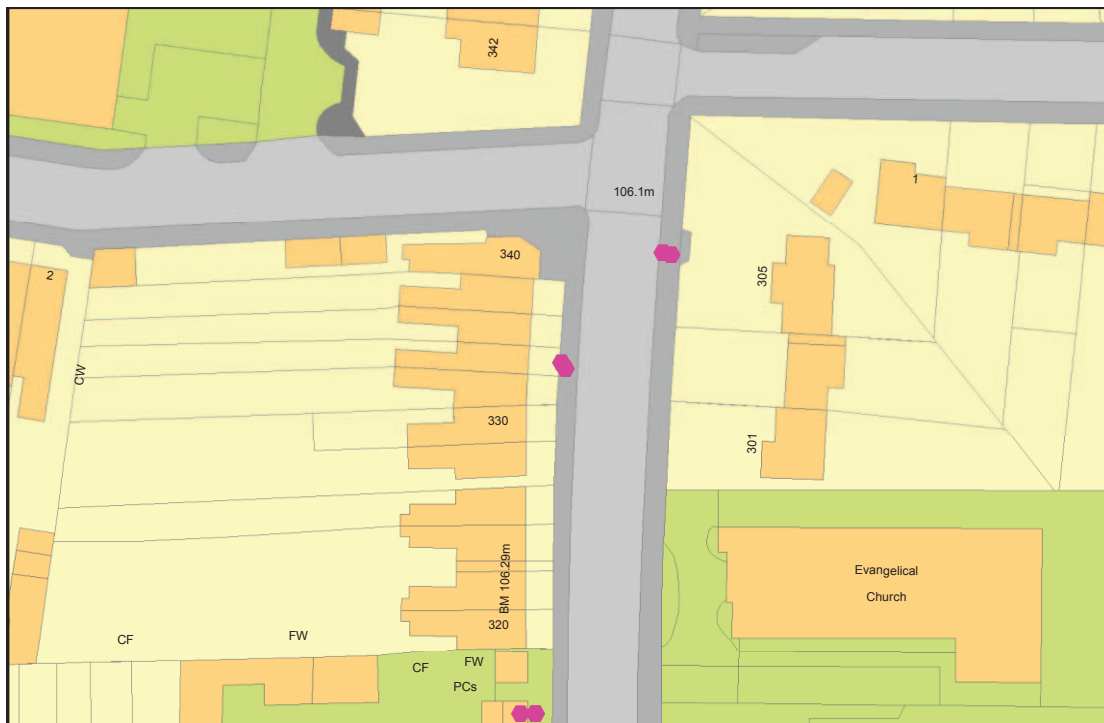 342
106.1m
1
340
305
2
CW
330
301
BM 106.29m
Evangelical
Church
320
CF
FW
CF
FW
PCs